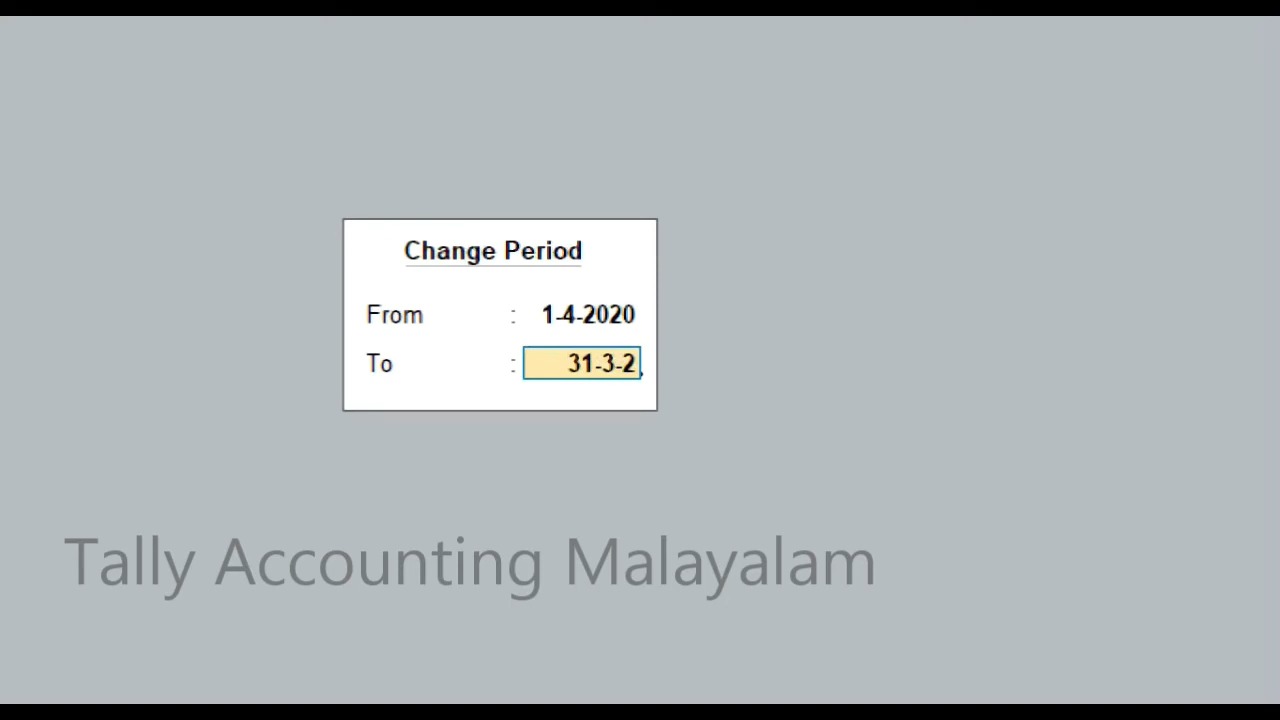 Change Period
From : 1-4-2020
To : 31-3-2
Tally Accounting Malayalam